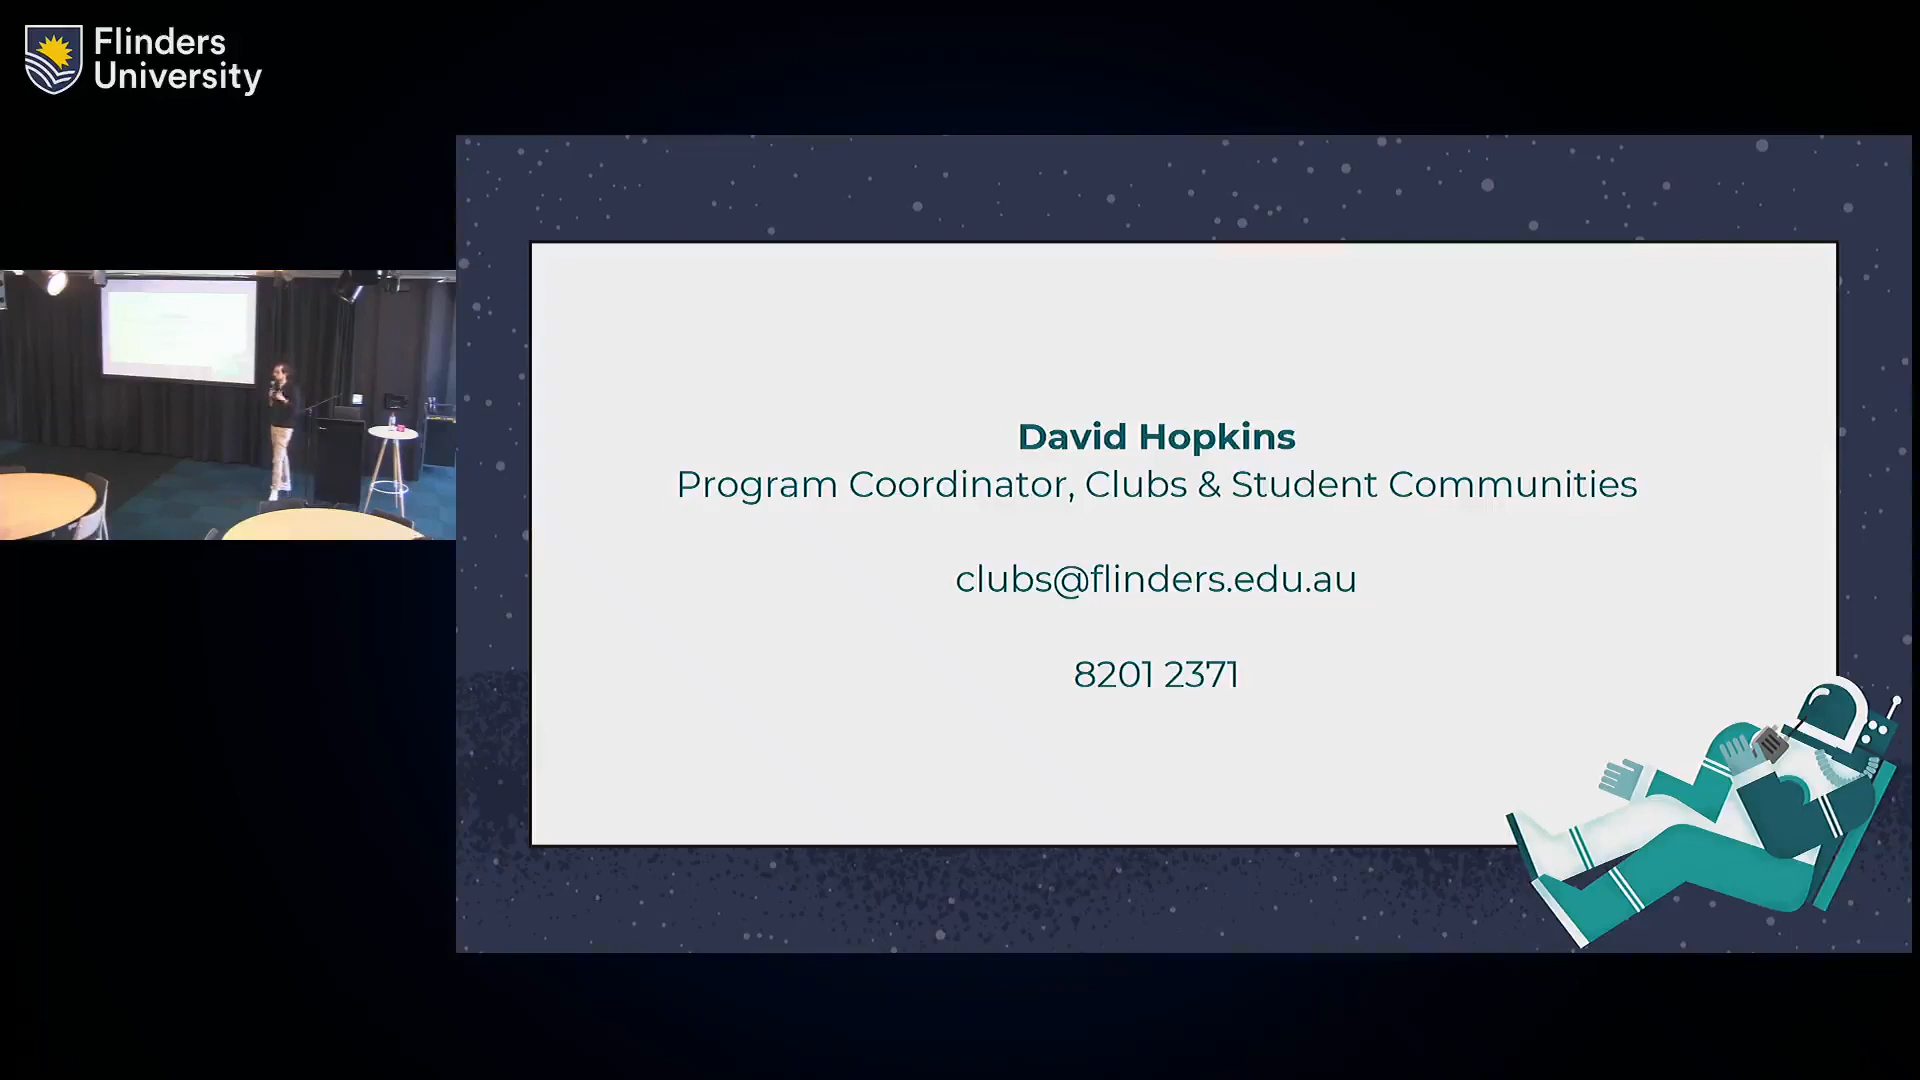 Flinders
University
David Hopkins
Program Coordinator, Clubs & Student Communities
clubs@flinders.edu.au
8201 2371